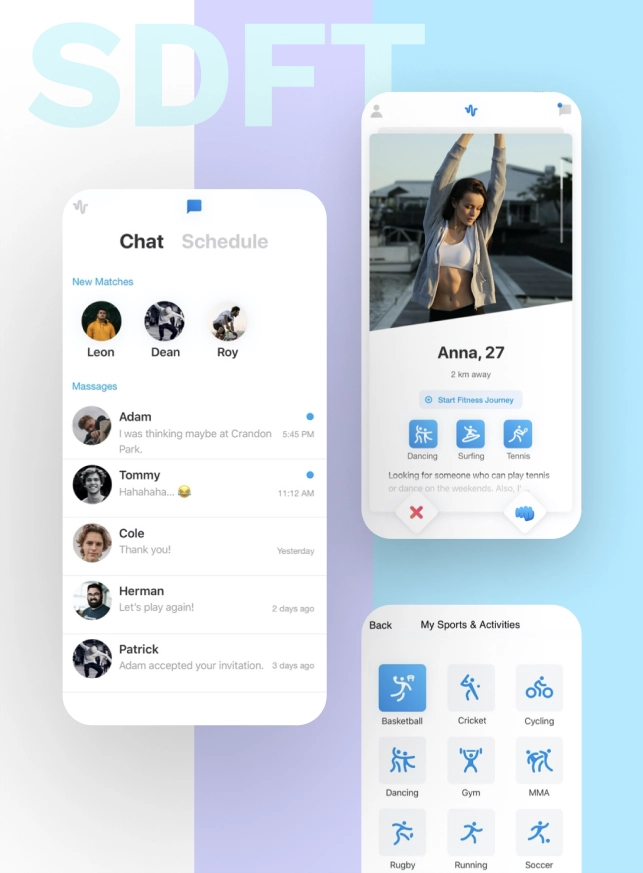 SDFT
Chat Schedule
New Matches
Leon Dean Roy
Massages
Adam
I was thinking maybe at Crandon 5:45 PM
Park.
Tommy
Hahahaha... 😂 11:12 AM
Cole
Thank you! Yesterday
Herman
Let's play again! 2 days ago
Patrick
Adam accepted your invitation. 3 days ago
Anna, 27
2 km away
Start Fitness Journey
Dancing Surfing Tennis
Looking for someone who can play tennis
or dance on the weekends. Also, I'...
Back My Sports & Activities
Basketball Cricket Cycling
Dancing Gym MMA
Rugby Running Soccer